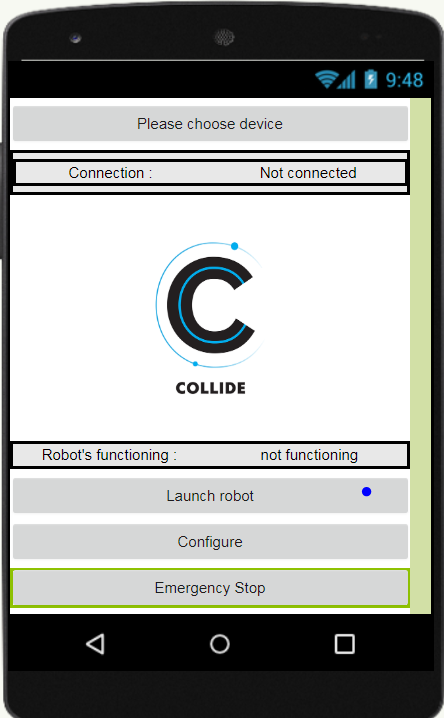 9:48
Please choose device
Connection : Not connected
COLLIDE
Robot's functioning : not functioning
Launch robot
Configure
Emergency Stop